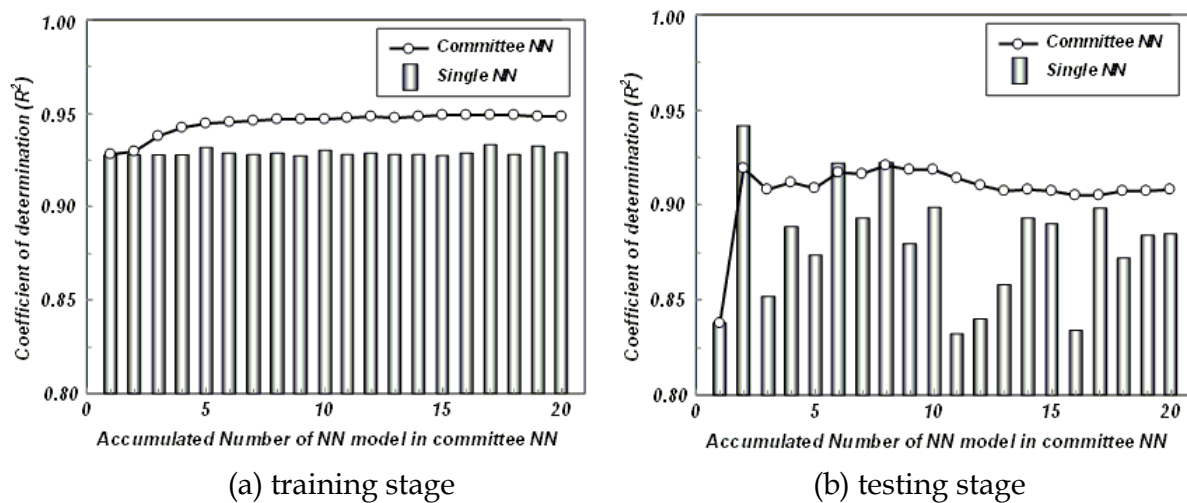 1.00
0.95
0.90
0.85
0.80
Coefficient of determination (R²)
Committee NN
Single NN
0 5 10 15 20
Accumulated Number of NN model in committee NN
(a) training stage
1.00
0.95
0.90
0.85
0.80
Coefficient of determination (R²)
Committee NN
Single NN
0 5 10 15 20
Accumulated Number of NN model in committee NN
(b) testing stage